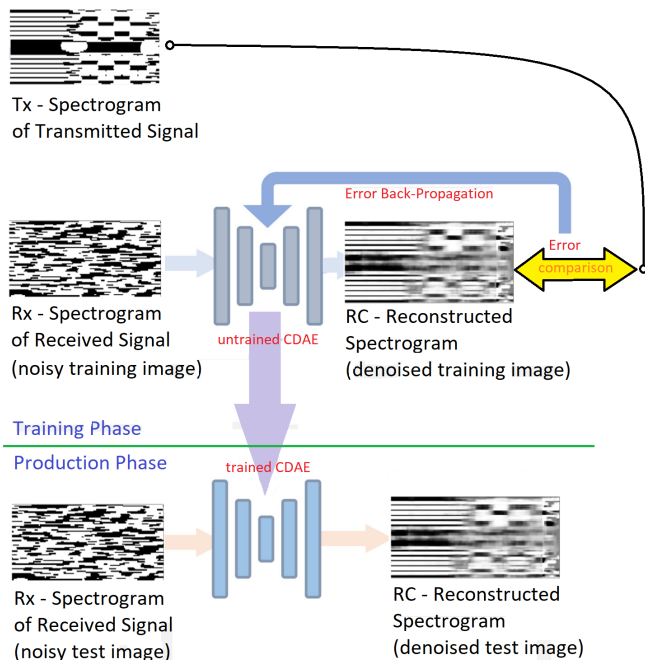 Tx - Spectrogram
of Transmitted Signal
Error Back-Propagation
Error
comparison
Rx - Spectrogram
of Received Signal
(noisy training image)
untrained CDAE
RC - Reconstructed
Spectrogram
(denoised training image)
Training Phase
Production Phase
trained CDAE
Rx - Spectrogram
of Received Signal
(noisy test image)
RC - Reconstructed
Spectrogram
(denoised test image)